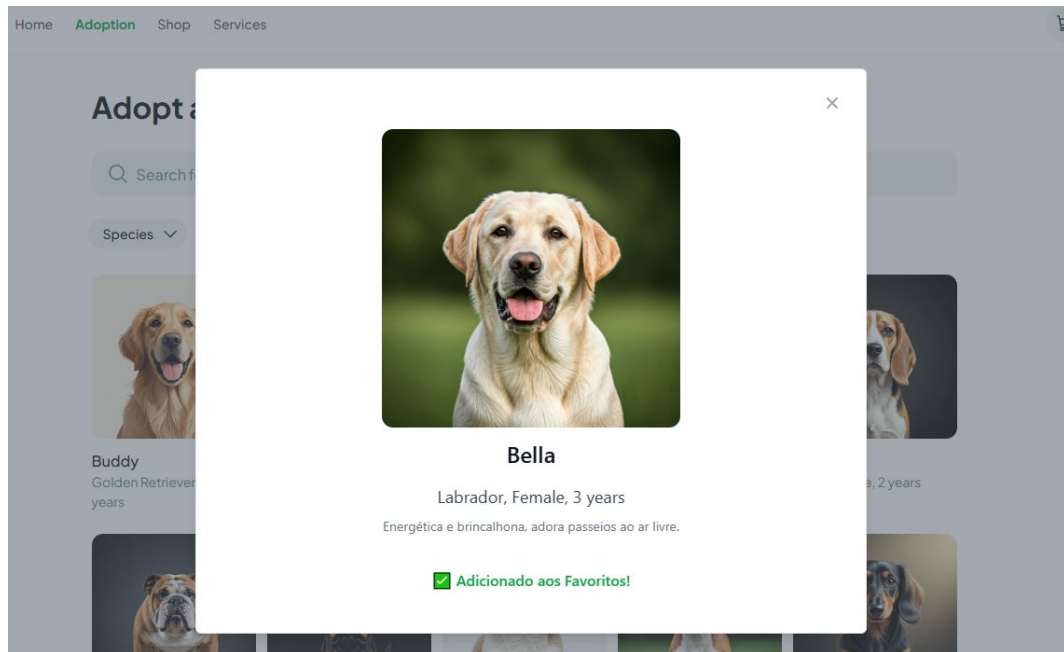 Home Adoption Shop Services
Adopt a
Search f
Species
Bella
Labrador, Female, 3 years
Energética e brincalhona, adora passeios ao ar livre.
✅ Adicionado aos Favoritos!
Buddy
Golden Retriever
years
, 2 years